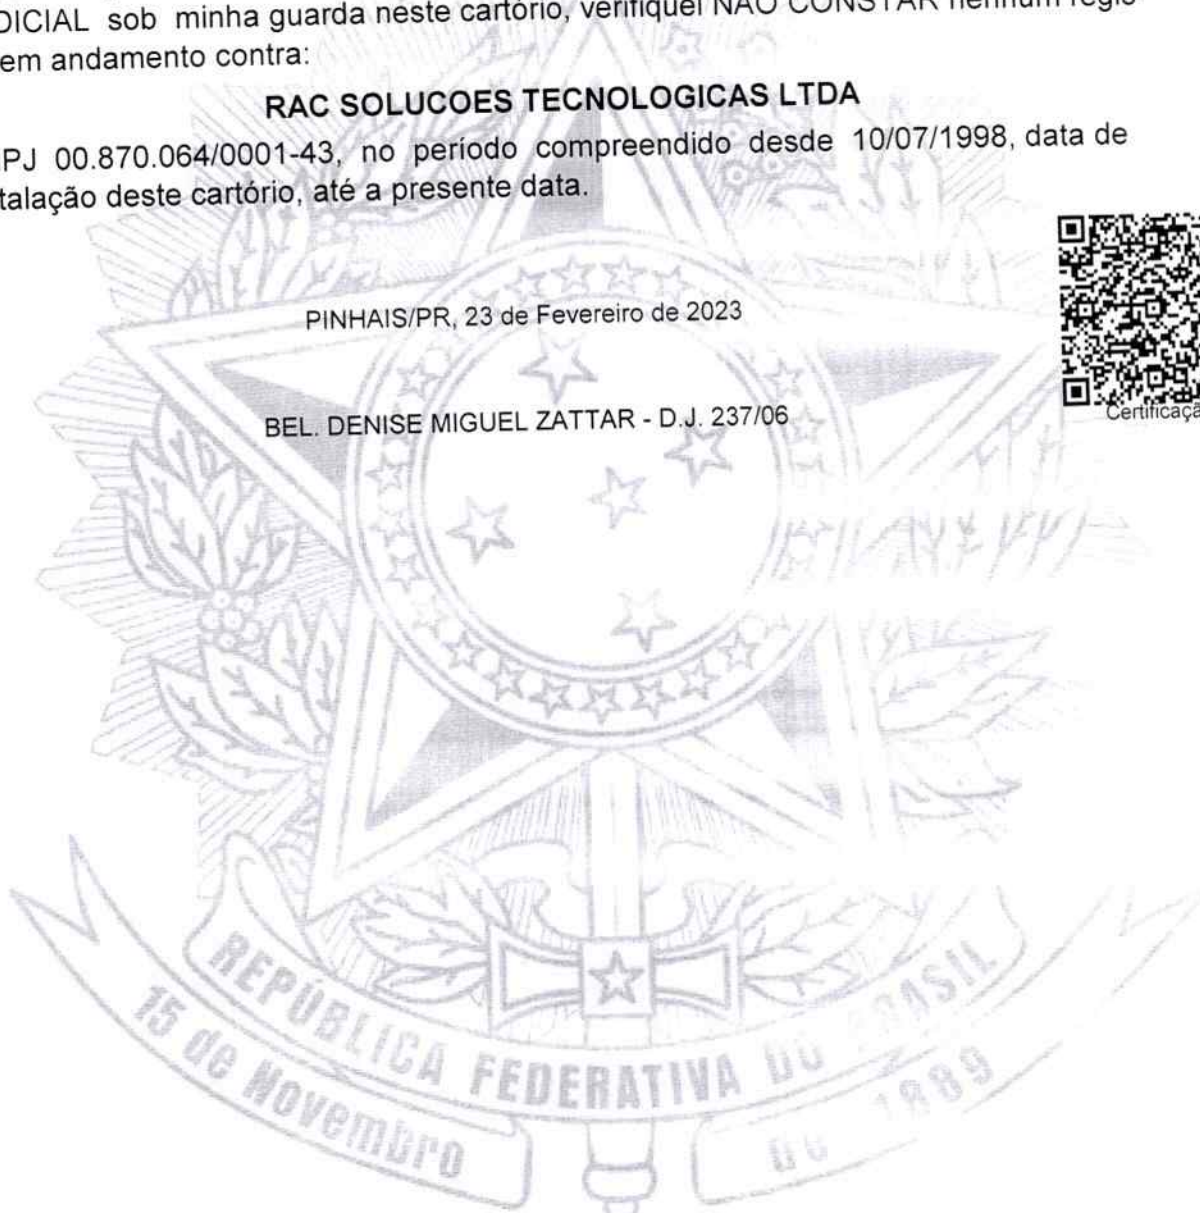 DICIAL sob minha guarda neste cartório, verifiquei NÃO CONSTAR nenhum regis
em andamento contra:
RAC SOLUCOES TECNOLOGICAS LTDA
PJ 00.870.064/0001-43, no período compreendido desde 10/07/1998, data de
talação deste cartório, até a presente data.
PINHAIS/PR, 23 de Fevereiro de 2023
Certificaçã
BEL. DENISE MIGUEL ZATTAR - D.J. 237/06
REPÚBLICA FEDERATIVA DO BRASIL
15 de Novembro de 1889